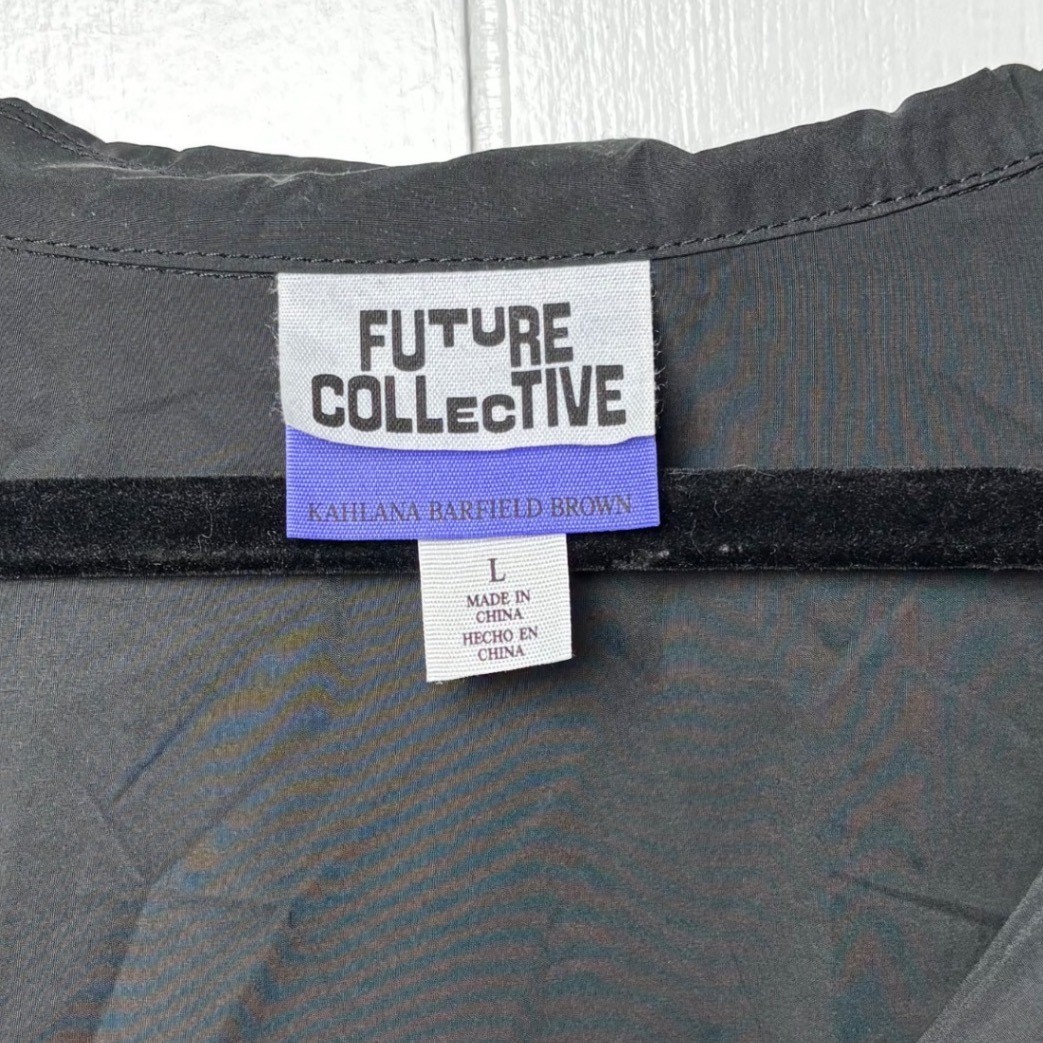 FUTURE
COLLECTIVE
KAHLANA BARFIELD BROWN
L
MADE IN
CHINA
HECHO EN
CHINA